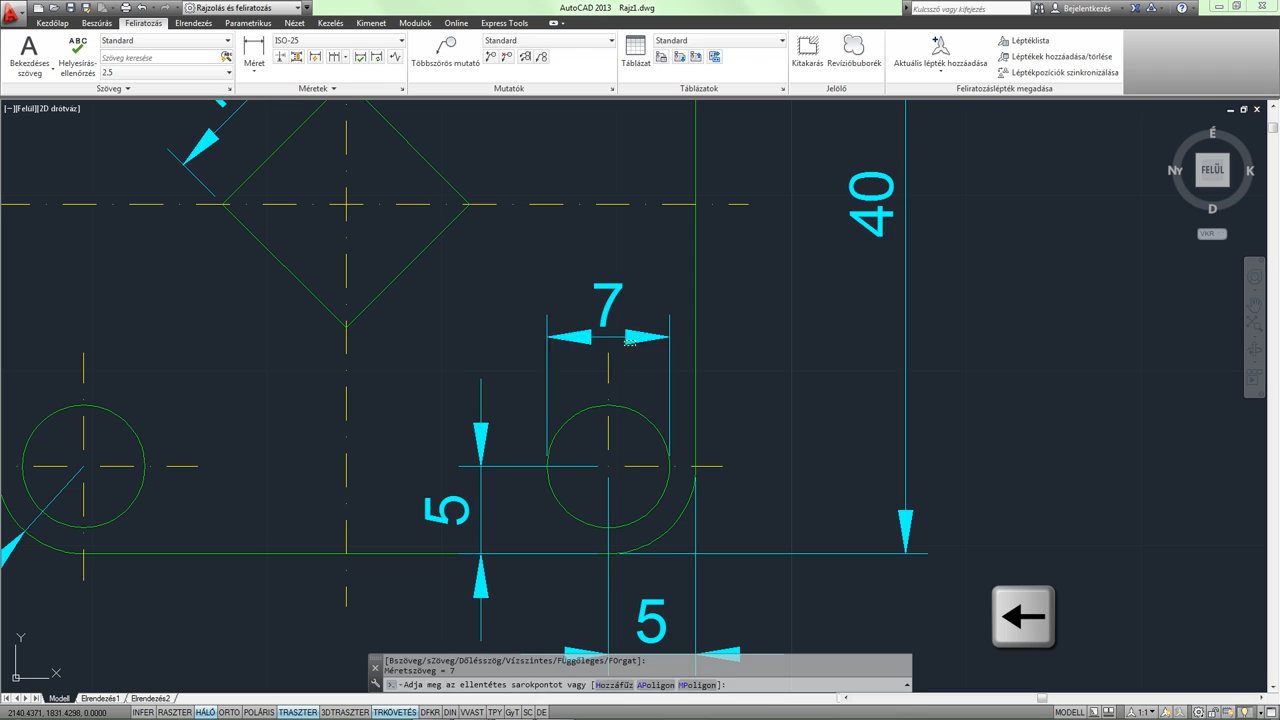 Rajzolás és feliratozás
AutoCAD 2013 Rajz1.dwg
Kulcsszó vagy kifejezés
Bejelentkezés
Kezdőlap Beszúrás Feliratozás Elrendezés Parametrikus Nézet Kezelés Kimenet Modulok Online Express Tools
Bekezdéses szöveg
ABC
Helyesírás-ellenőrzés
Standard
Szöveg keresése
2.5
Méret
ISO-25
Többszörös mutató
Standard
Táblázat
Standard
Kitakarás
Revízióbuborék
Aktuális lépték hozzáadása
Léptéklista
Léptékek hozzáadása/törlése
Léptékpozíciók szinkronizálása
Szöveg
Méretek
Mutatók
Táblázatok
Jelölő
Feliratozáslépték megadása
[−][Felül][2D drótváz]
É
NY FELÜL K
D
VKR
40
7
5
5
Y
X
[Bszöveg/sZöveg/Dőlésszög/Vízszintes/Függőleges/FOrgat]:
Méretszöveg = 7
Adja meg az ellentétes sarokpontot vagy [Hozzáfűz APoligon MPoligon]:
Modell Elrendezés1 Elrendezés2
2140.4371, 1831.4298, 0.0000
INFER RASZTER HÁLÓ ORTO POLÁRIS TRASZTER 3DTRASZTER TRKÖVETÉS DFKR DIN VVAST TPY GyT SC DE
MODELL
1:1